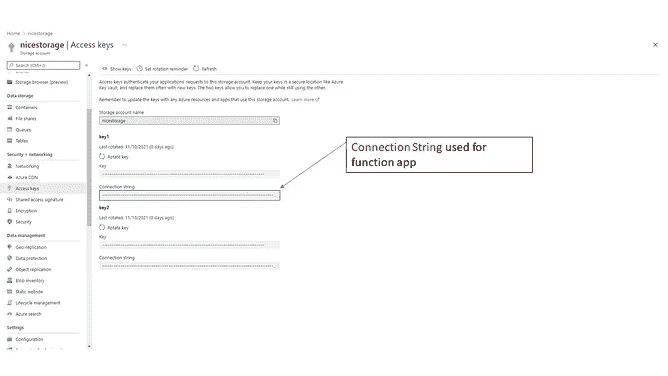 Home > nicestorage
nicestorage | Access keys ...
Storage account
Search (Ctrl+/)
«
Show keys
Set rotation reminder
Refresh
Storage browser (preview)
Data storage
Containers
File shares
Queues
Tables
Security + networking
Networking
Azure CDN
Access keys
Shared access signature
Encryption
Security
Data management
Geo-replication
Data protection
Object replication
Blob inventory
Static website
Lifecycle management
Azure search
Settings
Configuration
Access keys authenticate your applications' requests to this storage account. Keep your keys in a secure location like Azure
Key Vault, and replace them often with new keys. The two keys allow you to replace one while still using the other.
Remember to update the keys with any Azure resources and apps that use this storage account. Learn more
Storage account name
nicestorage
key1
Last rotated: 11/10/2021 (0 days ago)
Rotate key
Key
Connection string
key2
Last rotated: 11/10/2021 (0 days ago)
Rotate key
Key
Connection string
Connection String used for
function app